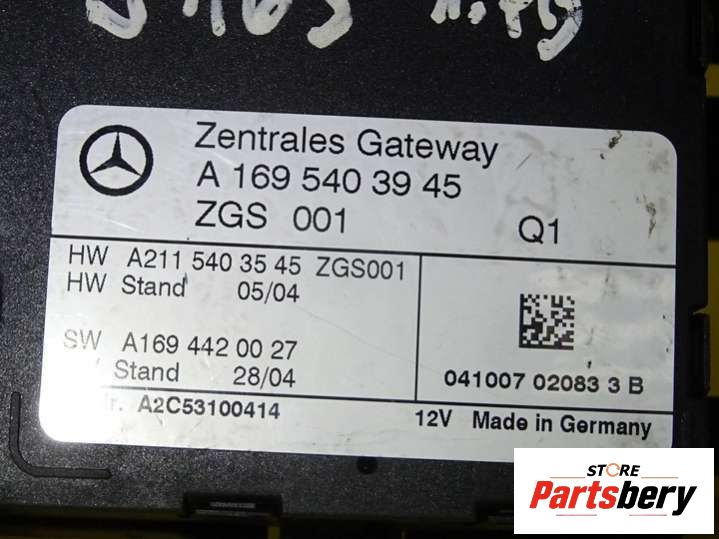 Zentrales Gateway
A 169 540 39 45
ZGS 001 Q1
HW A211 540 35 45 ZGS001
HW Stand 05/04
SW A169 442 00 27
Stand 28/04
041007 02083 3 B
A2C53100414 12V Made in Germany
STORE
Partsbery